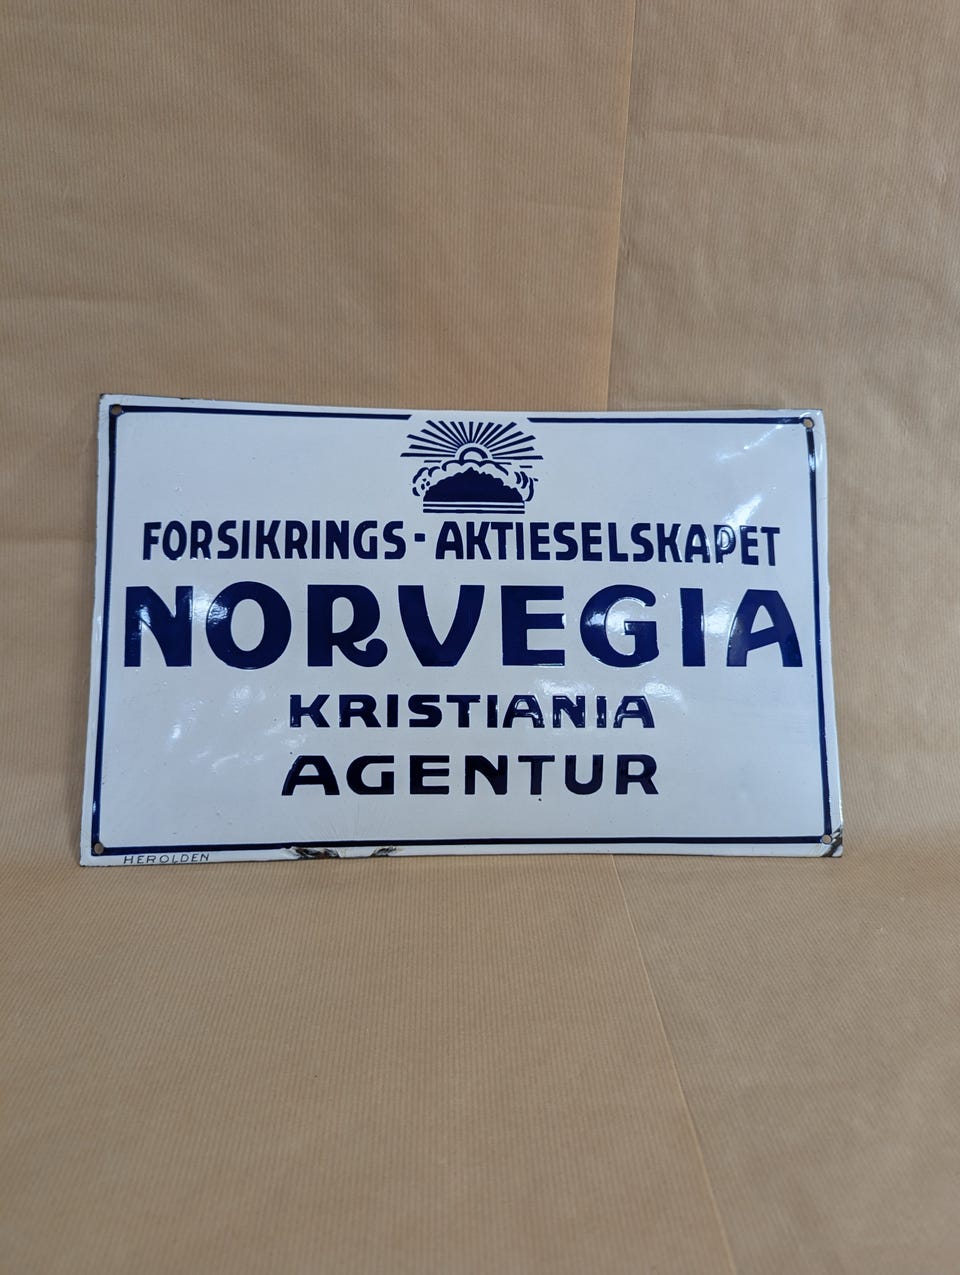 FORSIKRINGS-AKTIESELSKAPET
NORVEGIA
KRISTIANIA
AGENTUR
HEROLDEN